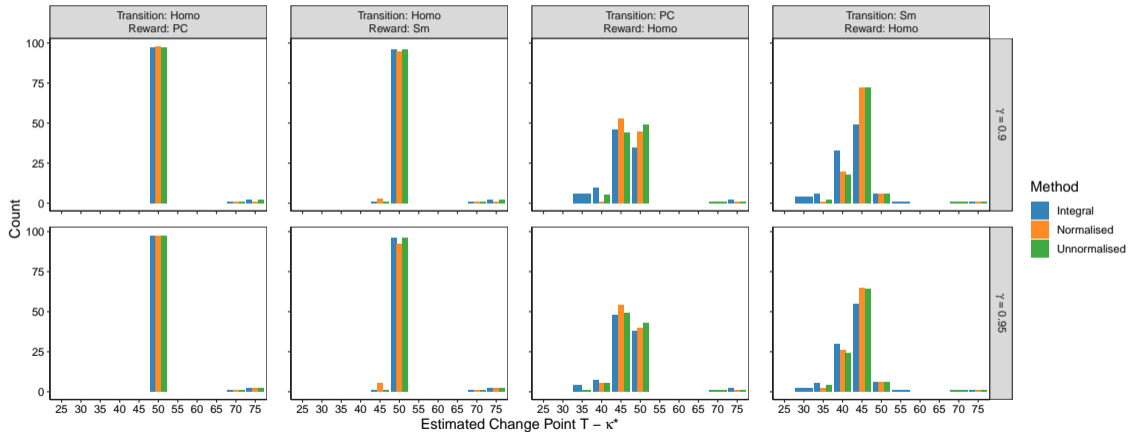 Transition: Homo
Reward: PC
Transition: Homo
Reward: Sm
Transition: PC
Reward: Homo
Transition: Sm
Reward: Homo
100
75
50
25
0
γ = 0.9
100
75
50
25
0
γ = 0.95
Count
25 30 35 40 45 50 55 60 65 70 75
25 30 35 40 45 50 55 60 65 70 75
25 30 35 40 45 50 55 60 65 70 75
25 30 35 40 45 50 55 60 65 70 75
Estimated Change Point T − κ*
Method
Integral
Normalised
Unnormalised